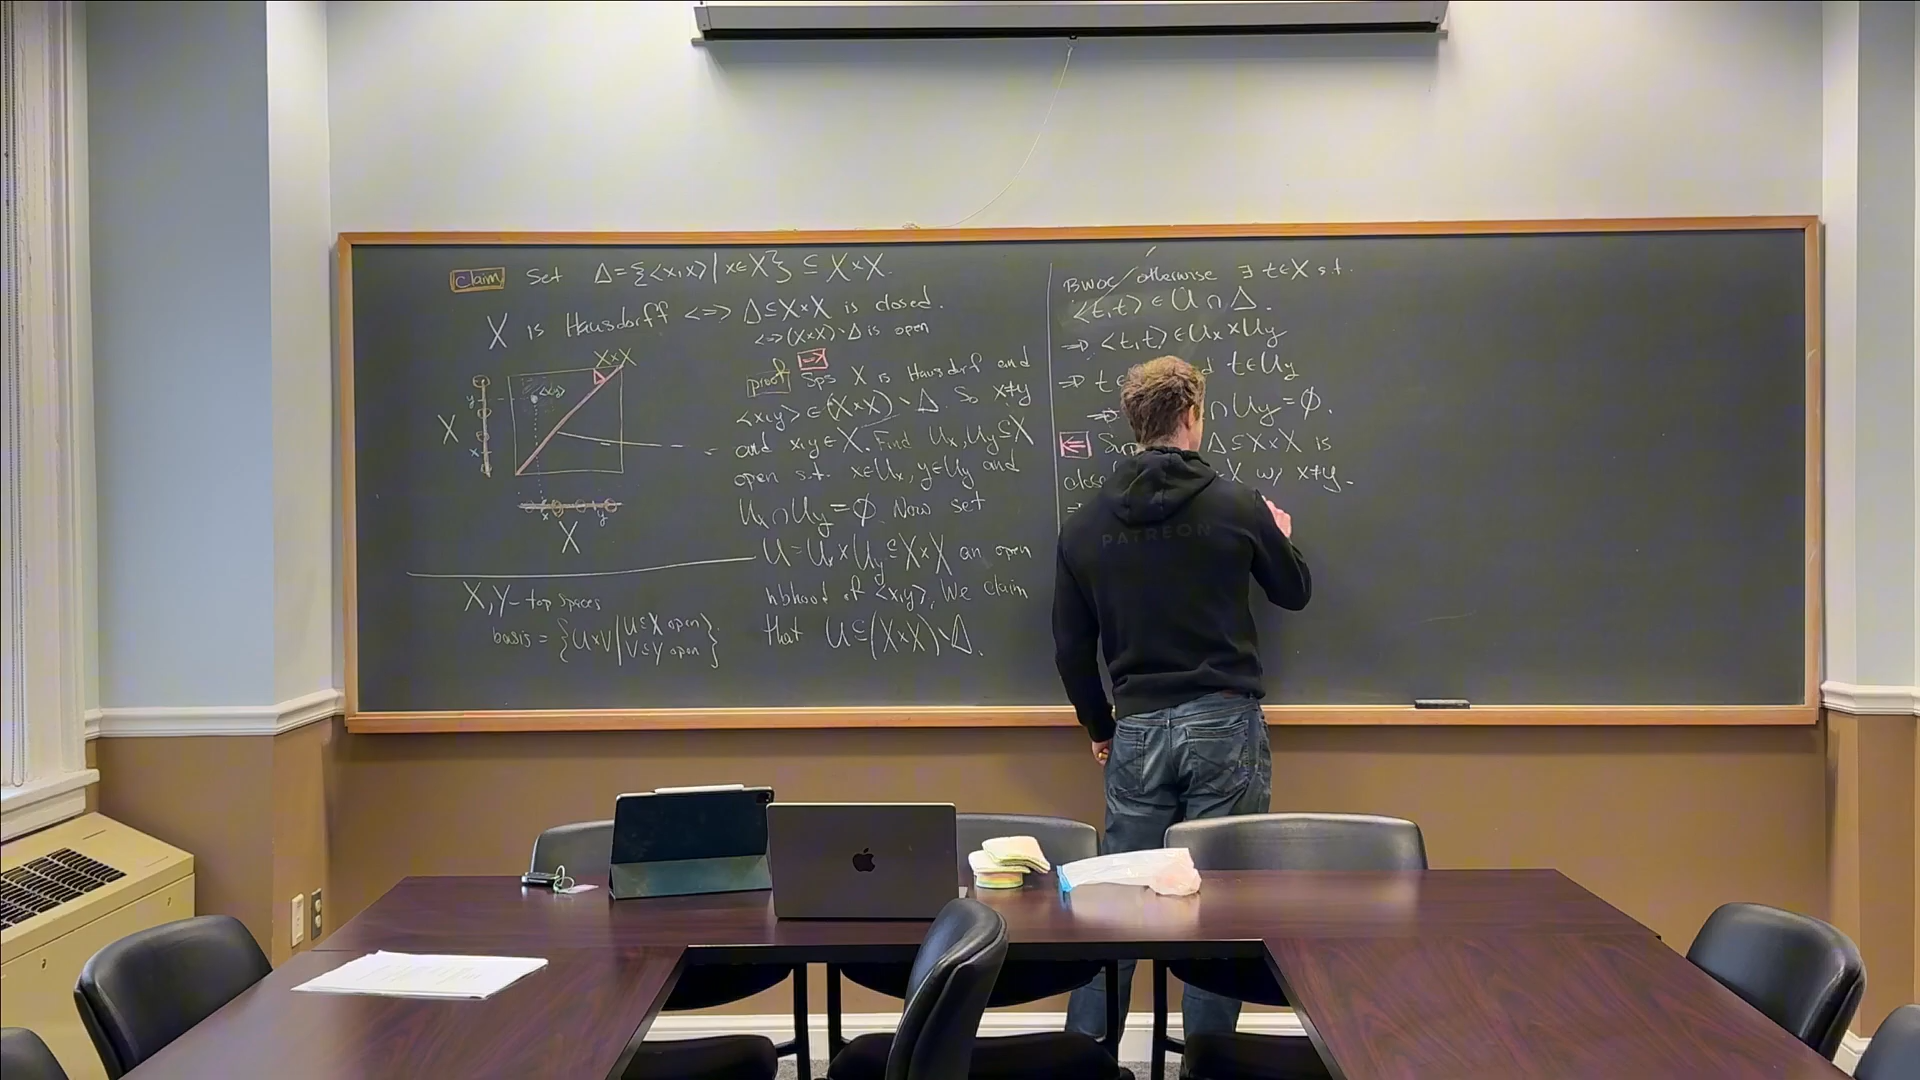 Claim Set Δ = {<x,x> | x∈X} ⊆ X×X.
X is Hausdorff <=> Δ⊆X×X is closed.
<=> (X×X)∖Δ is open
X×X
Δ
<x,y>
y
X
x
x y
X
X,Y - top spaces
basis = {U×V | U⊆X open, V⊆Y open}
proof => Sps X is Hausdorf and
<x,y> ∈ (X×X)∖Δ. So x≠y
and x,y∈X. Find Ux, Uy⊆X
open s.t. x∈Ux, y∈Uy and
Ux∩Uy=∅. Now set
U=Ux×Uy⊆X×X an open
nbhood of <x,y>. We claim
that U⊆(X×X)∖Δ.
BWOC / otherwise ∃ t∈X s.t.
<t,t> ∈ U∩Δ.
=> <t,t> ∈ Ux×Uy
=> t∈ d t∈Uy
=> ∩Uy=∅.
<= Δ⊆X×X is
X w/ x≠y.
=>
PATREON